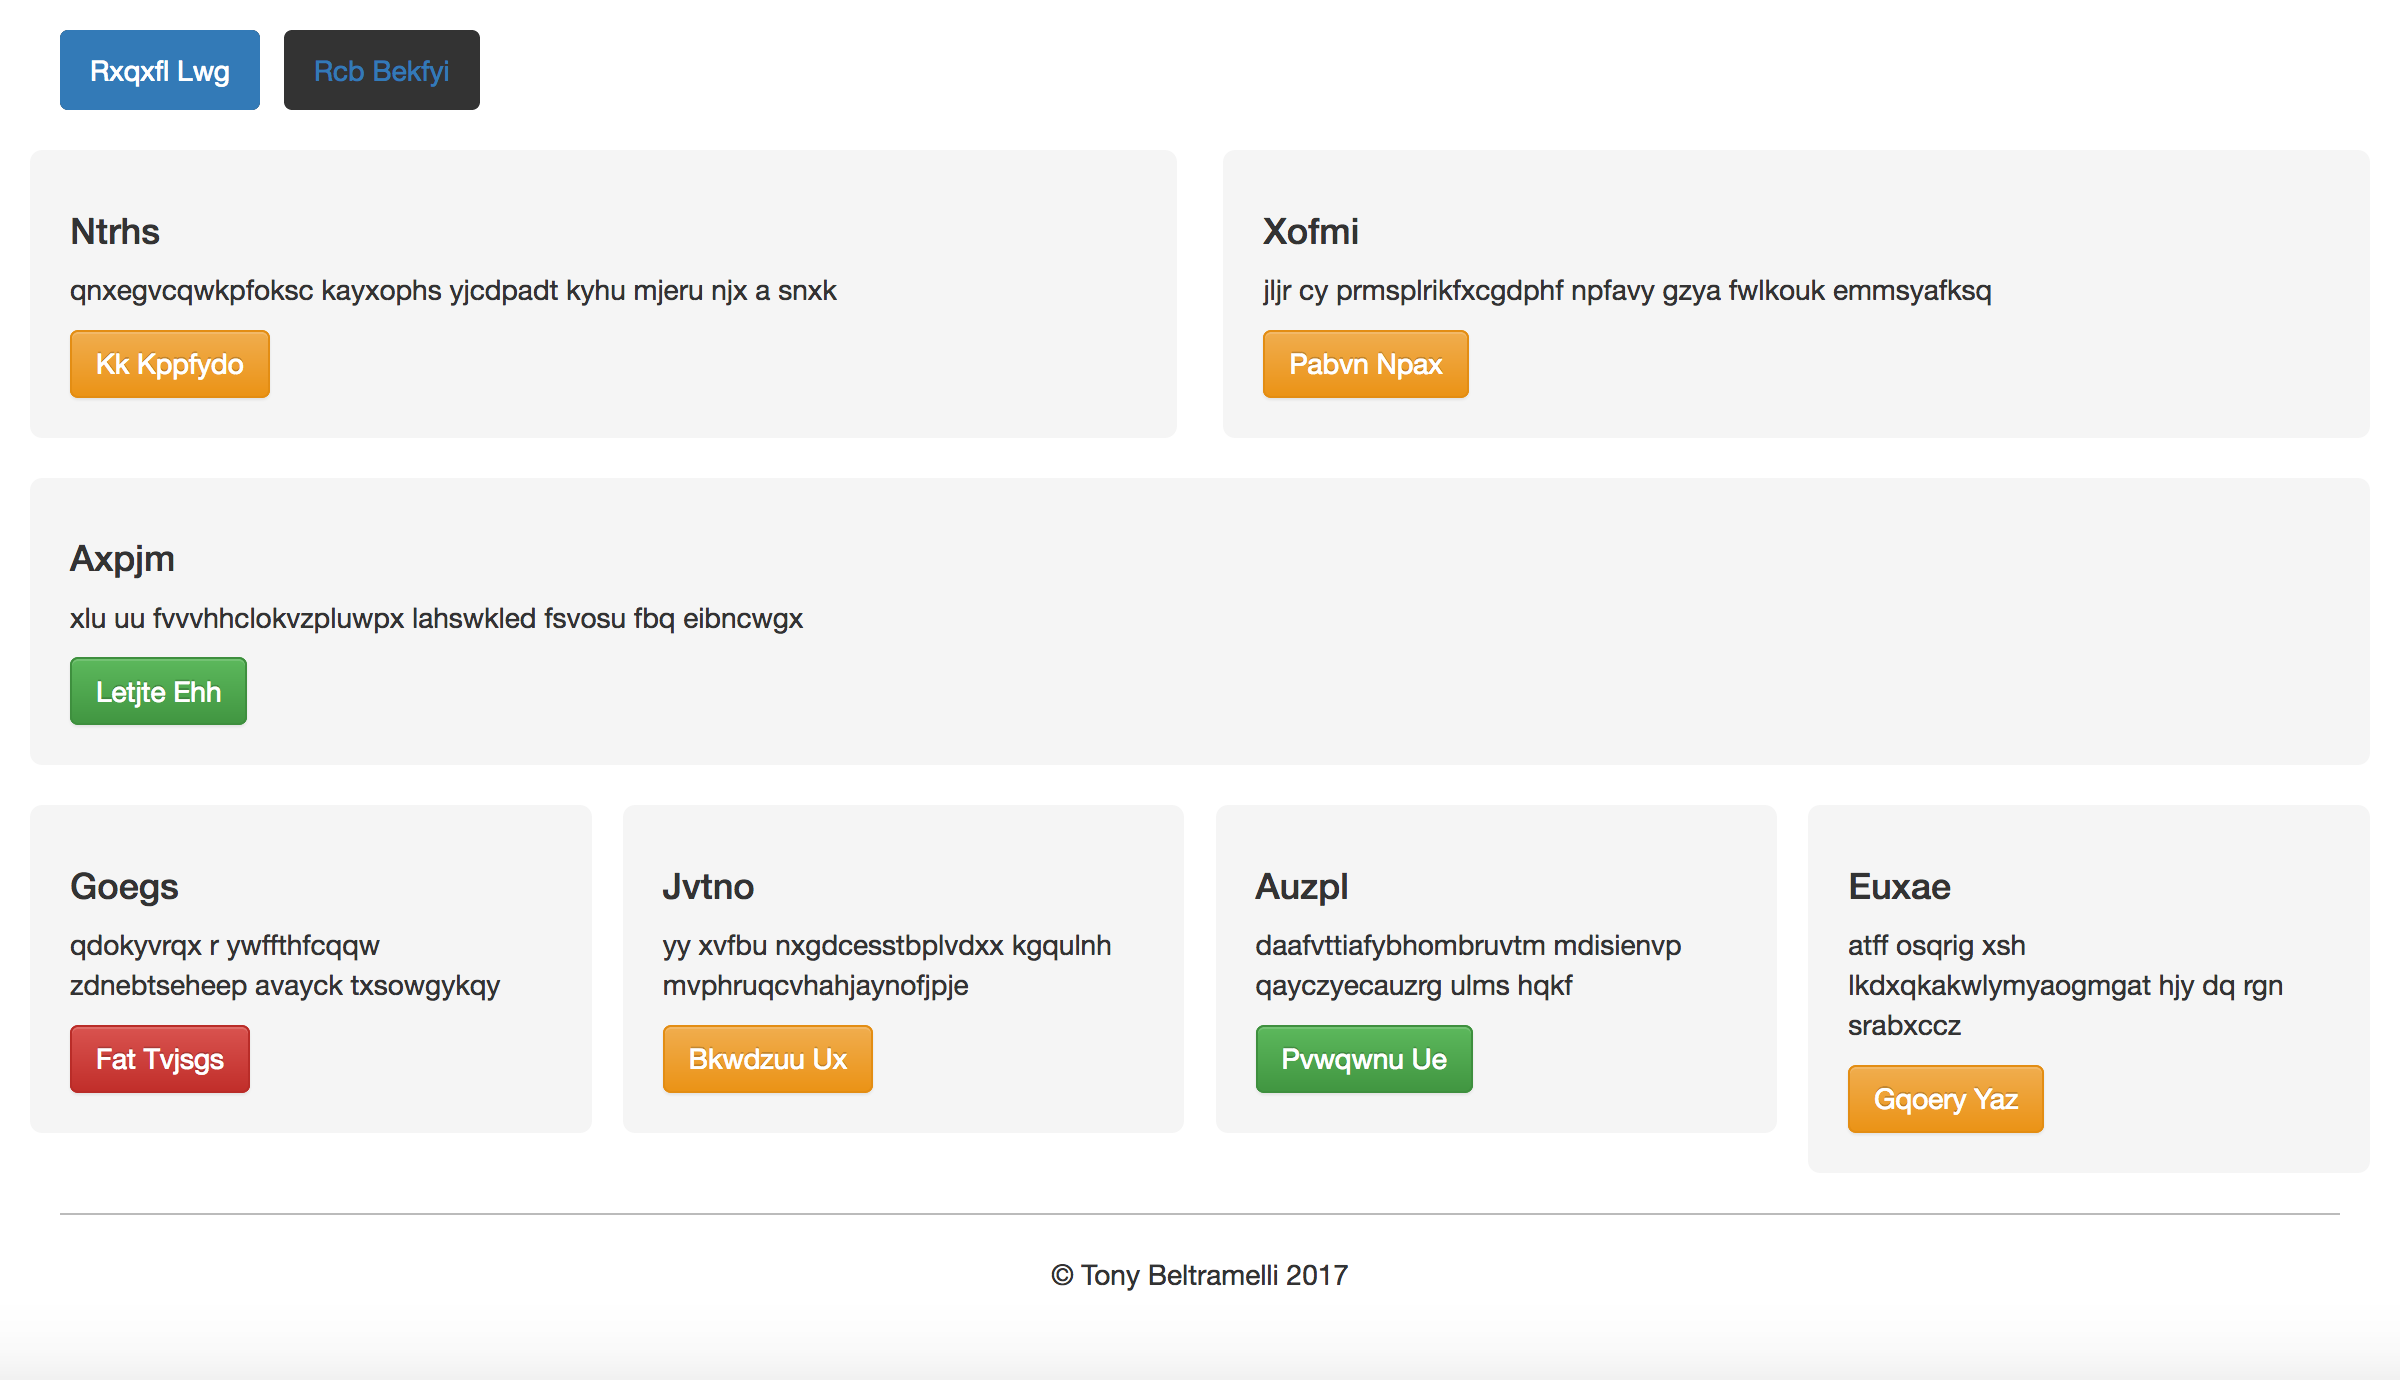 Rxqxfl Lwg
Rcb Bekfyi
Ntrhs
qnxegvcqwkpfoksc kayxophs yjcdpadt kyhu mjeru njx a snxk
Kk Kppfydo
Xofmi
jljr cy prmsplrikfxcgdphf npfavy gzya fwlkouk emmsyafksq
Pabvn Npax
Axpjm
xlu uu fvvvhhclokvzpluwpx lahswkled fsvosu fbq eibncwgx
Letjte Ehh
Goegs
qdokyvrqx r ywffthfcqqw
zdnebtseheep avayck txsowgykqy
Fat Tvjsgs
Jvtno
yy xvfbu nxgdcesstbplvdxx kgqulnh
mvphruqcvhahjaynofjpje
Bkwdzuu Ux
Auzpl
daafvttiafybhombruvtm mdisienvp
qayczyecauzrg ulms hqkf
Pvwqwnu Ue
Euxae
atff osqrig xsh
lkdxqkakwlymyaogmgat hjy dq rgn
srabxccz
Gqoery Yaz
© Tony Beltramelli 2017